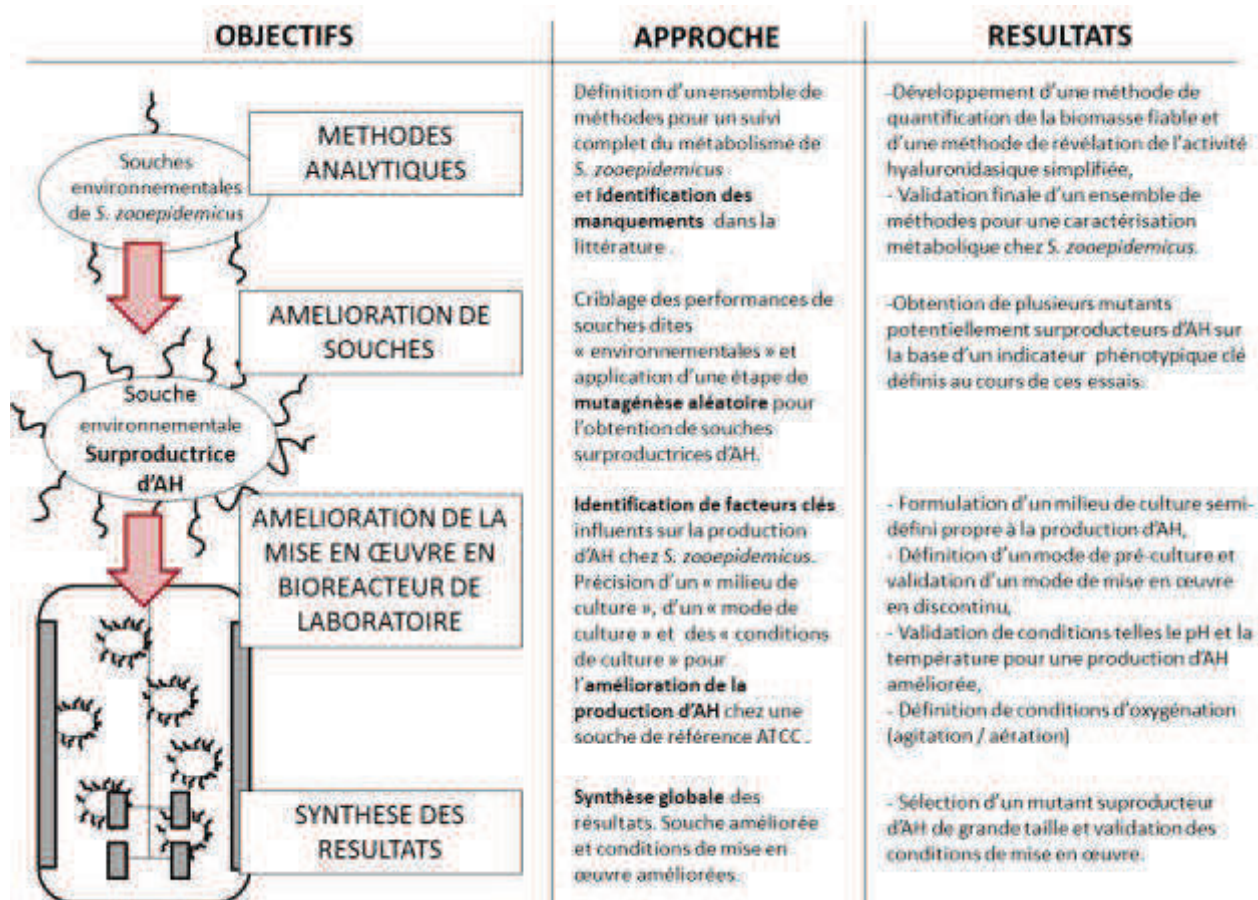 OBJECTIFS
APPROCHE
RESULTATS
Souches
environnementales
de S. zooepidemicus
METHODES
ANALYTIQUES
Définition d'un ensemble de
méthodes pour un suivi
complet du métabolisme de
S. zooepidemicus
et identification des
manquements dans la
littérature .
-Développement d'une méthode de
quantification de la biomasse fiable et
d'une méthode de révélation de l'activité
hyaluronidasique simplifiée,
- Validation finale d'un ensemble de
méthodes pour une caractérisation
métabolique chez S. zooepidemicus.
AMELIORATION DE
SOUCHES
Criblage des performances de
souches dites
« environnementales » et
application d'une étape de
mutagénèse aléatoire pour
l'obtention de souches
surproductrices d'AH.
-Obtention de plusieurs mutants
potentiellement surproducteurs d'AH sur
la base d'un indicateur phénotypique clé
définis au cours de ces essais.
Souche
environnementale
Surproductrice
d'AH
AMELIORATION DE LA
MISE EN ŒUVRE EN
BIOREACTEUR DE
LABORATOIRE
Identification de facteurs clés
influents sur la production
d'AH chez S. zooepidemicus.
Précision d'un « milieu de
culture », d'un « mode de
culture » et des « conditions
de culture » pour
l'amélioration de la
production d'AH chez une
souche de référence ATCC .
- Formulation d'un milieu de culture semi-
défini propre à la production d'AH,
- Définition d'un mode de pré-culture et
validation d'un mode de mise en œuvre
en discontinu,
- Validation de conditions telles le pH et la
température pour une production d'AH
améliorée,
- Définition de conditions d'oxygénation
(agitation / aération)
SYNTHESE DES
RESULTATS
Synthèse globale des
résultats. Souche améliorée
et conditions de mise en
œuvre améliorées.
- Sélection d'un mutant suproducteur
d'AH de grande taille et validation des
conditions de mise en œuvre.